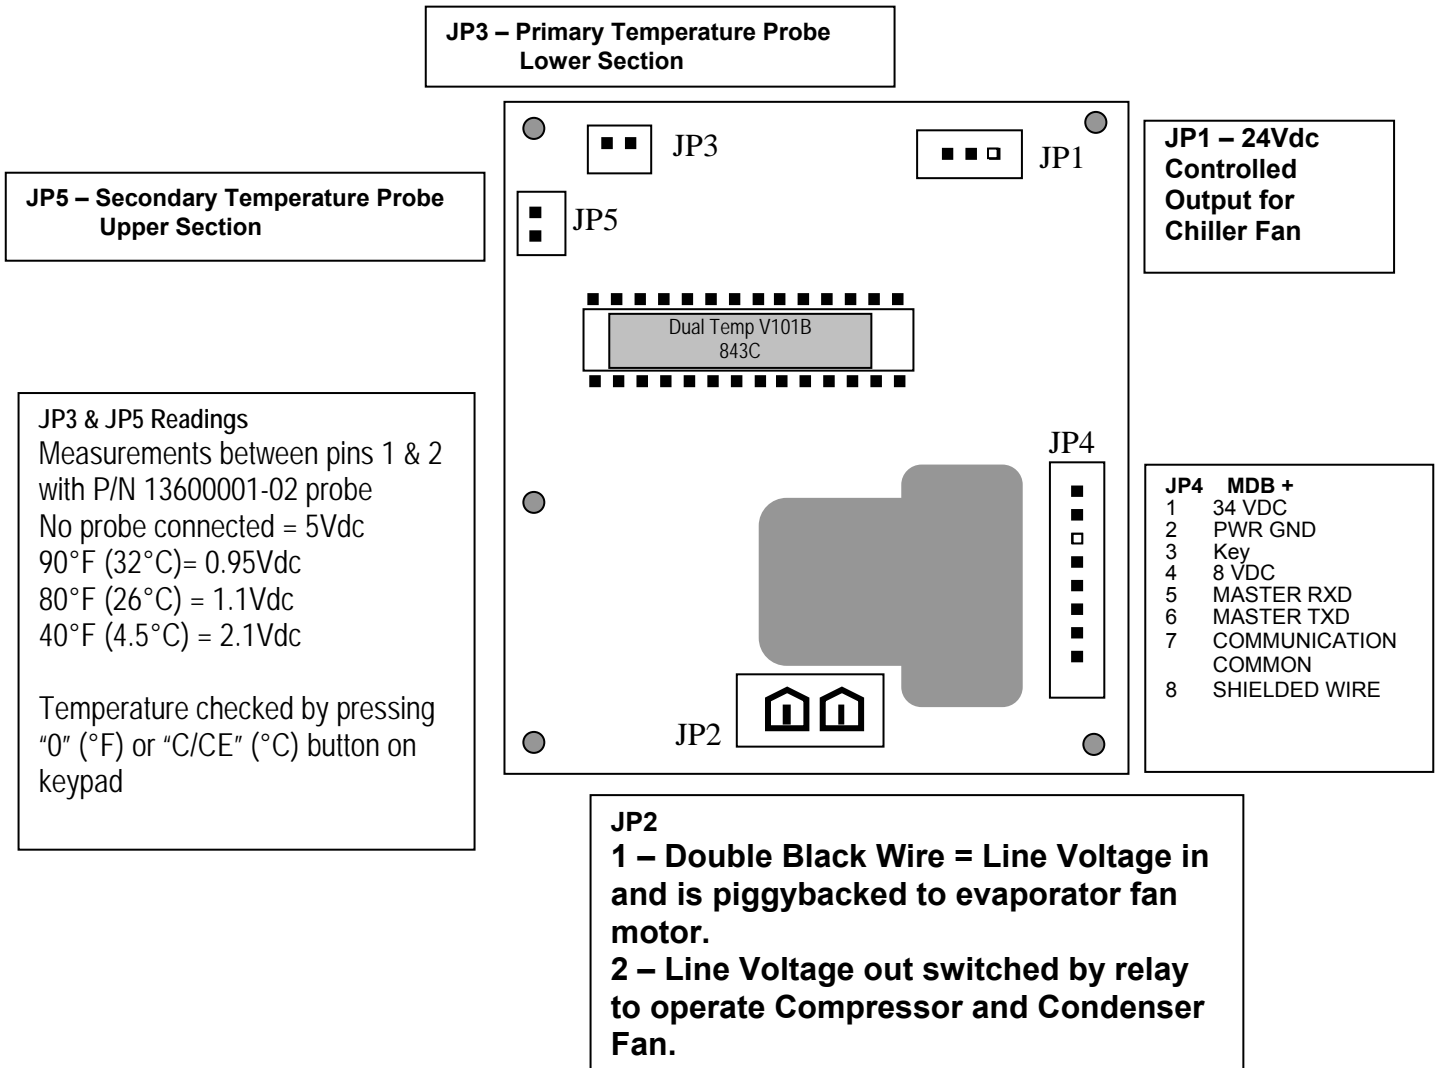 JP3 – Primary Temperature Probe
Lower Section
JP3
JP1
JP1 – 24Vdc
Controlled
Output for
Chiller Fan
JP5 – Secondary Temperature Probe
Upper Section
JP5
Dual Temp V101B
843C
JP3 & JP5 Readings
Measurements between pins 1 & 2
with P/N 13600001-02 probe
No probe connected = 5Vdc
90°F (32°C)= 0.95Vdc
80°F (26°C) = 1.1Vdc
40°F (4.5°C) = 2.1Vdc
Temperature checked by pressing
“0” (°F) or “C/CE” (°C) button on
keypad
JP4
JP4 MDB +
1 34 VDC
2 PWR GND
3 Key
4 8 VDC
5 MASTER RXD
6 MASTER TXD
7 COMMUNICATION
COMMON
8 SHIELDED WIRE
JP2
JP2
1 – Double Black Wire = Line Voltage in
and is piggybacked to evaporator fan
motor.
2 – Line Voltage out switched by relay
to operate Compressor and Condenser
Fan.